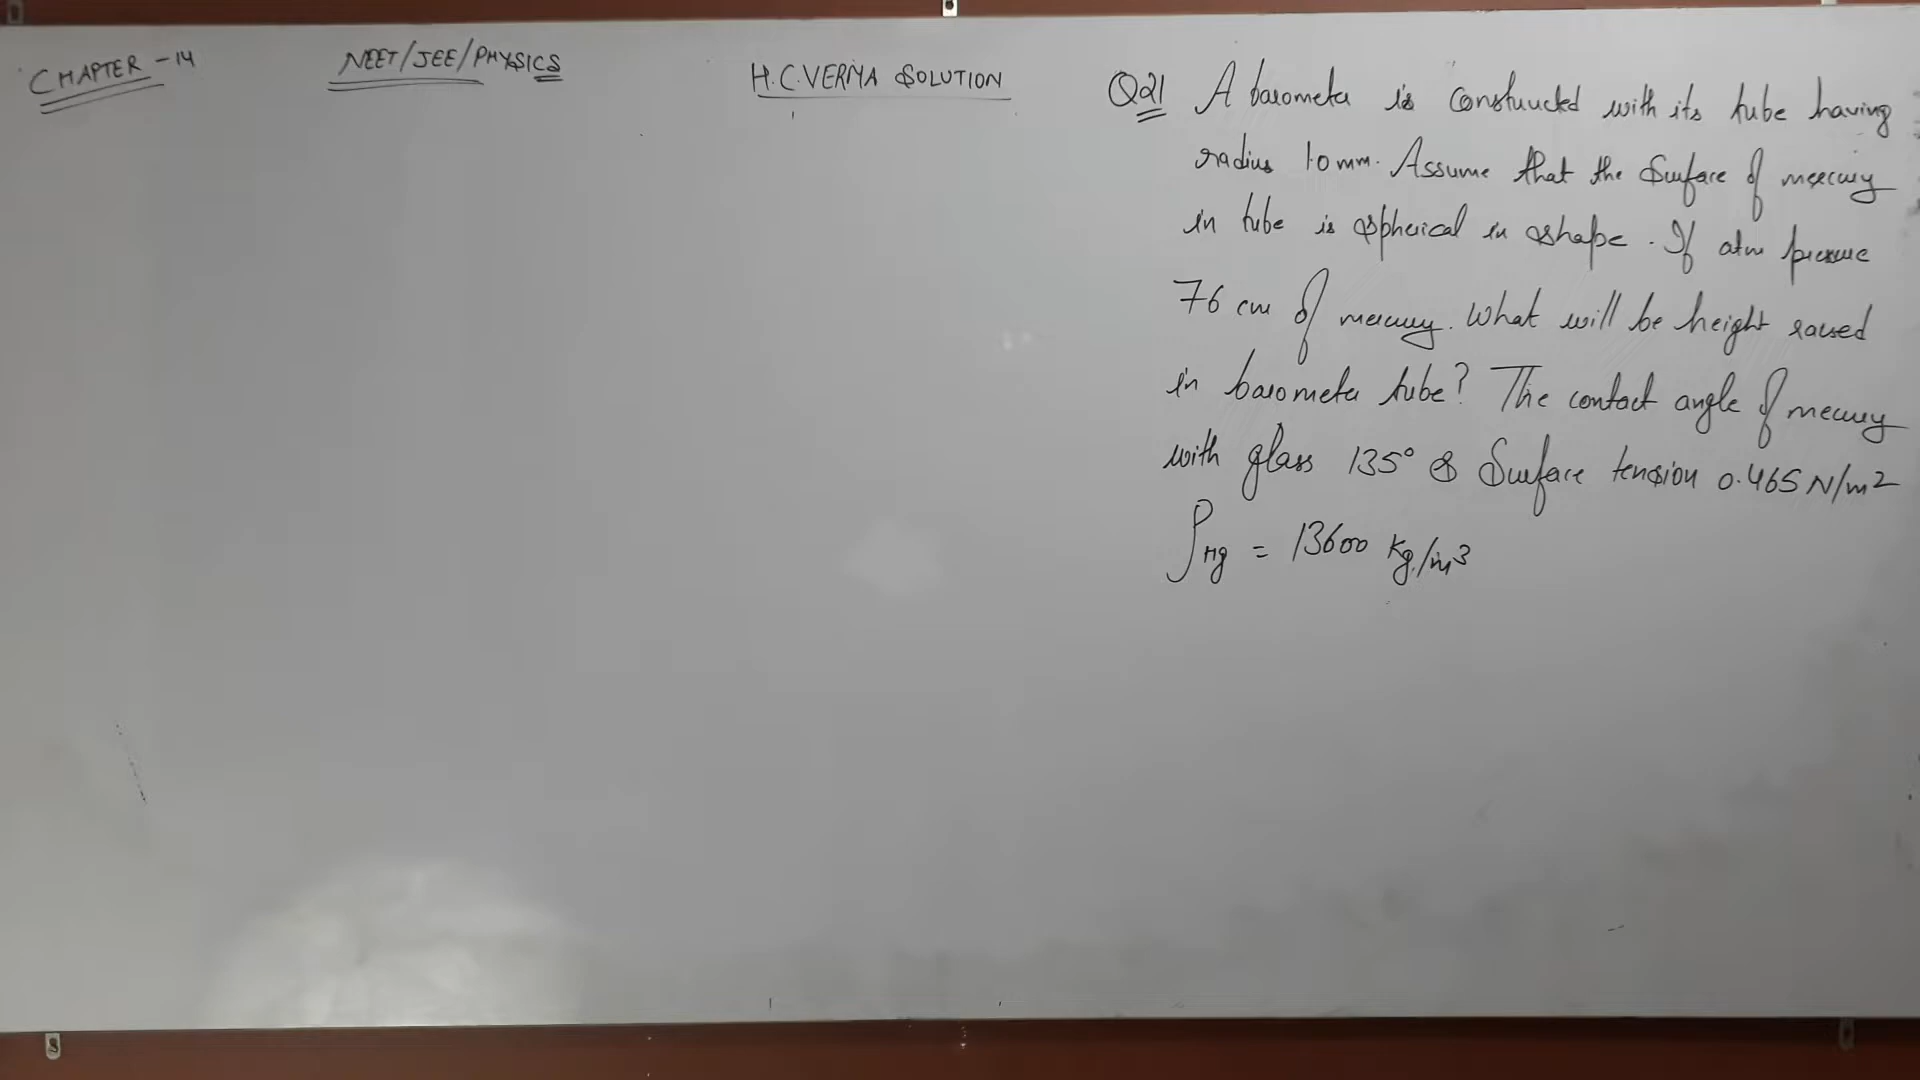 CHAPTER-14
NEET/JEE/PHYSICS
H.C.VERMA SOLUTION
Q21 A barometer is constructed with its tube having
radius 1.0 mm. Assume that the surface of mercury
in tube is spherical in shape. If atm pressure
76 cm of mercury. What will be height raised
in barometer tube? The contact angle of mercury
with glass 135° & Surface tension 0.465 N/m2
ρHg = 13600 Kg/m3